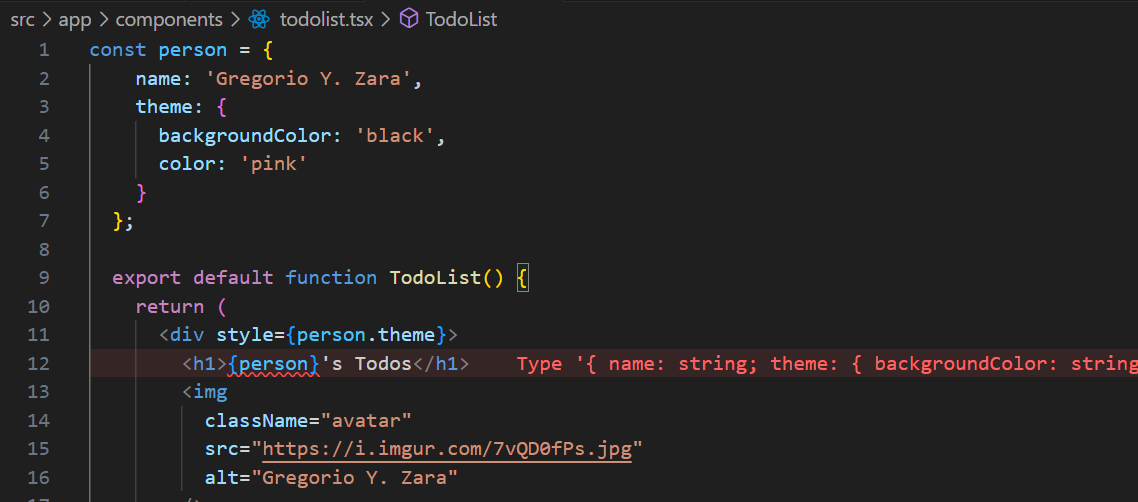 src > app > components > todolist.tsx > TodoList
1 const person = {
2 name: 'Gregorio Y. Zara',
3 theme: {
4 backgroundColor: 'black',
5 color: 'pink'
6 }
7 };
8
9 export default function TodoList() {
10 return (
11 <div style={person.theme}>
12 <h1>{person}'s Todos</h1> Type '{ name: string; theme: { backgroundColor: string
13 <img
14 className="avatar"
15 src="https://i.imgur.com/7vQD0fPs.jpg"
16 alt="Gregorio Y. Zara"